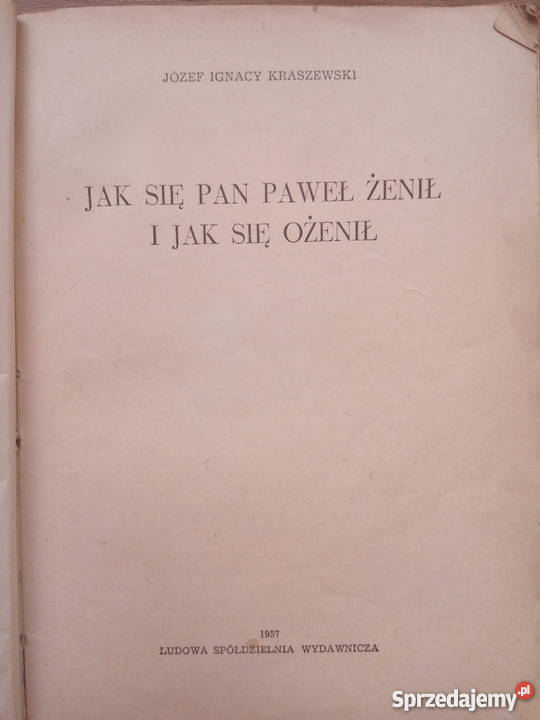 JÓZEF IGNACY KRASZEWSKI
JAK SIĘ PAN PAWEŁ ŻENIŁ
I JAK SIĘ OŻENIŁ
1957
LUDOWA SPÓŁDZIELNIA WYDAWNICZA
Sprzedajemy.pl